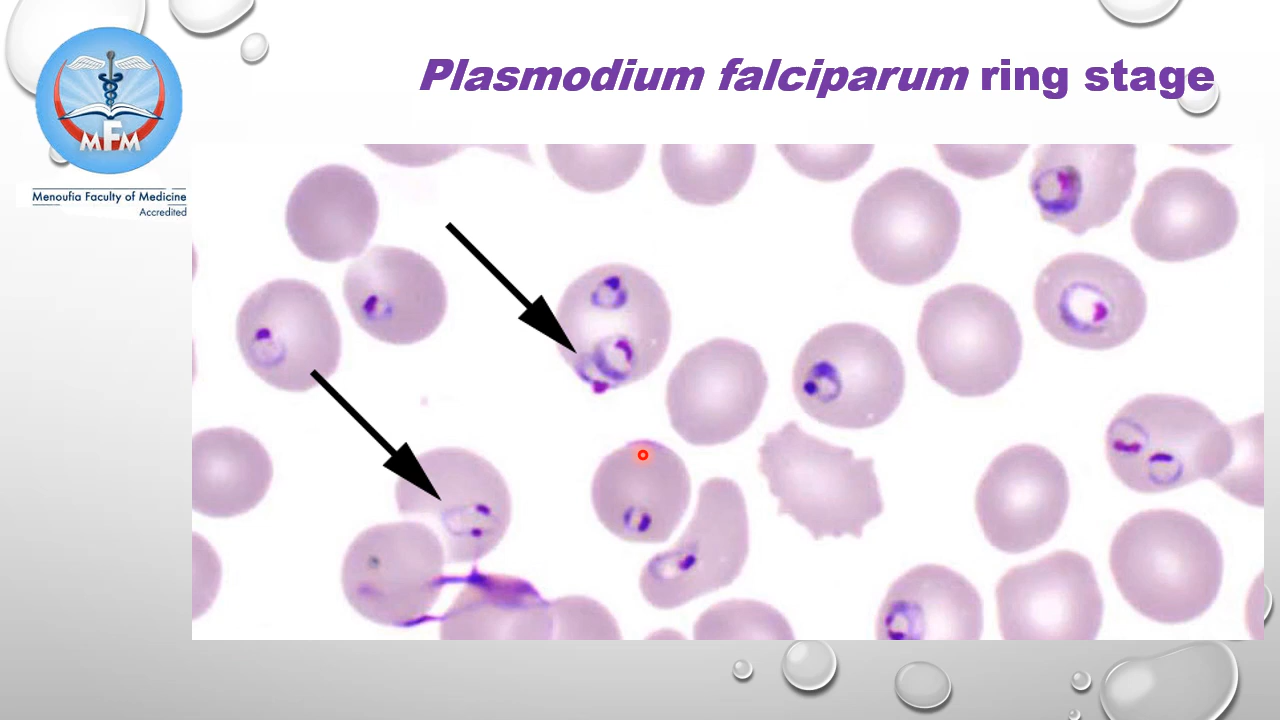 Plasmodium falciparum ring stage
MFM
Menoufia Faculty of Medicine
Accredited